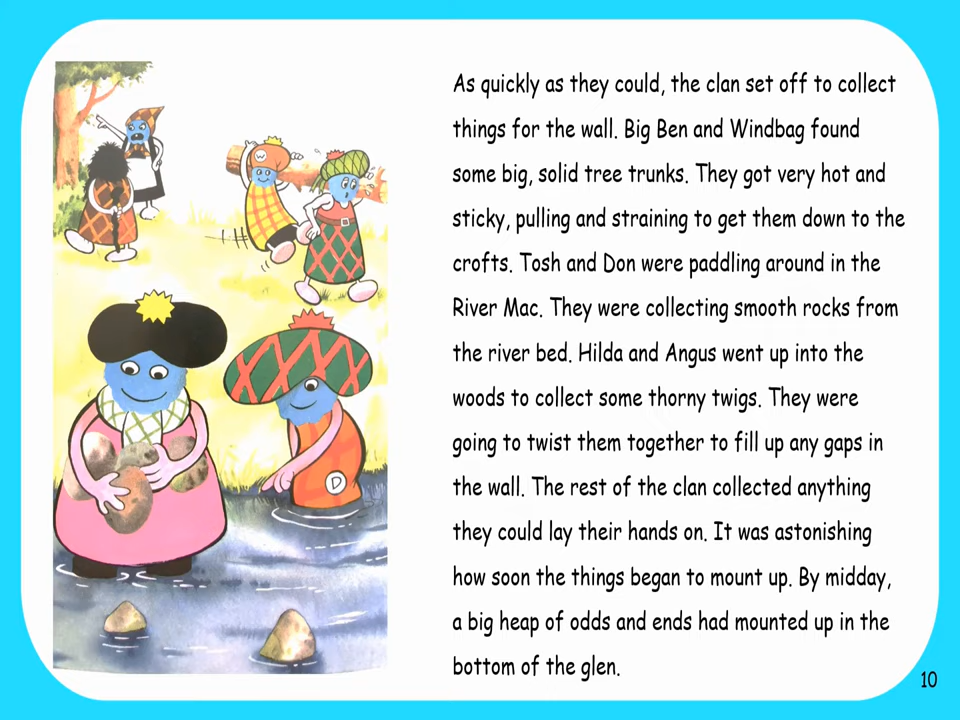 As quickly as they could, the clan set off to collect
things for the wall. Big Ben and Windbag found
some big, solid tree trunks. They got very hot and
sticky, pulling and straining to get them down to the
crofts. Tosh and Don were paddling around in the
River Mac. They were collecting smooth rocks from
the river bed. Hilda and Angus went up into the
woods to collect some thorny twigs. They were
going to twist them together to fill up any gaps in
the wall. The rest of the clan collected anything
they could lay their hands on. It was astonishing
how soon the things began to mount up. By midday,
a big heap of odds and ends had mounted up in the
bottom of the glen.
W
D
10